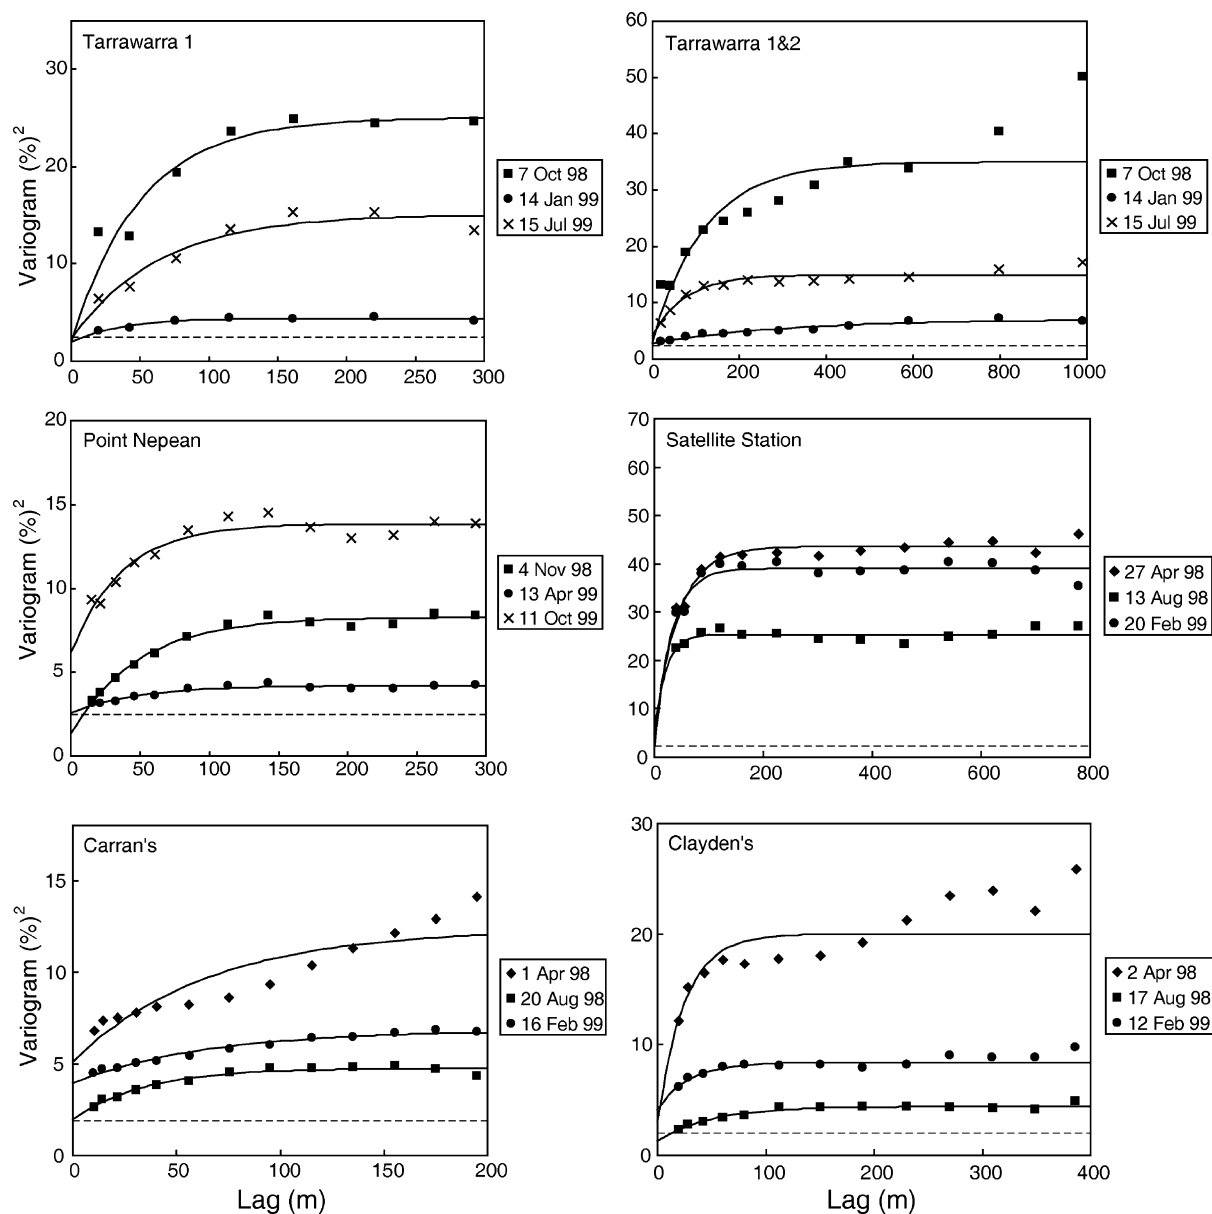 Tarrawarra 1
Variogram (%)2
30
20
10
0
0 50 100 150 200 250 300
7 Oct 98
14 Jan 99
15 Jul 99
Tarrawarra 1&2
60
50
40
30
20
10
0
0 200 400 600 800 1000
7 Oct 98
14 Jan 99
15 Jul 99
Point Nepean
Variogram (%)2
20
15
10
5
0
0 50 100 150 200 250 300
4 Nov 98
13 Apr 99
11 Oct 99
Satellite Station
70
60
50
40
30
20
10
0
0 200 400 600 800
27 Apr 98
13 Aug 98
20 Feb 99
Carran's
Variogram (%)2
15
10
5
0
0 50 100 150 200
Lag (m)
1 Apr 98
20 Aug 98
16 Feb 99
Clayden's
30
20
10
0
0 100 200 300 400
Lag (m)
2 Apr 98
17 Aug 98
12 Feb 99